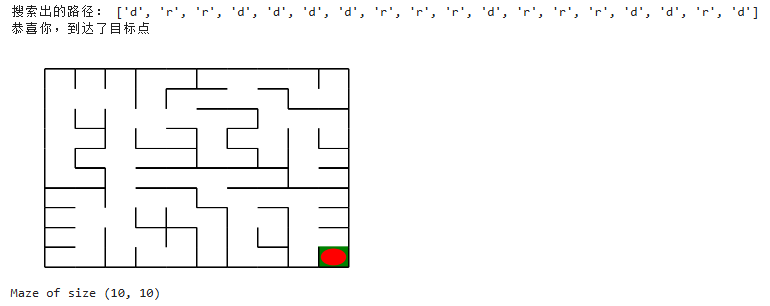 搜索出的路径: ['d', 'r', 'r', 'd', 'd', 'd', 'd', 'r', 'r', 'r', 'd', 'r', 'r', 'r', 'd', 'd', 'r', 'd']
恭喜你，到达了目标点
Maze of size (10, 10)